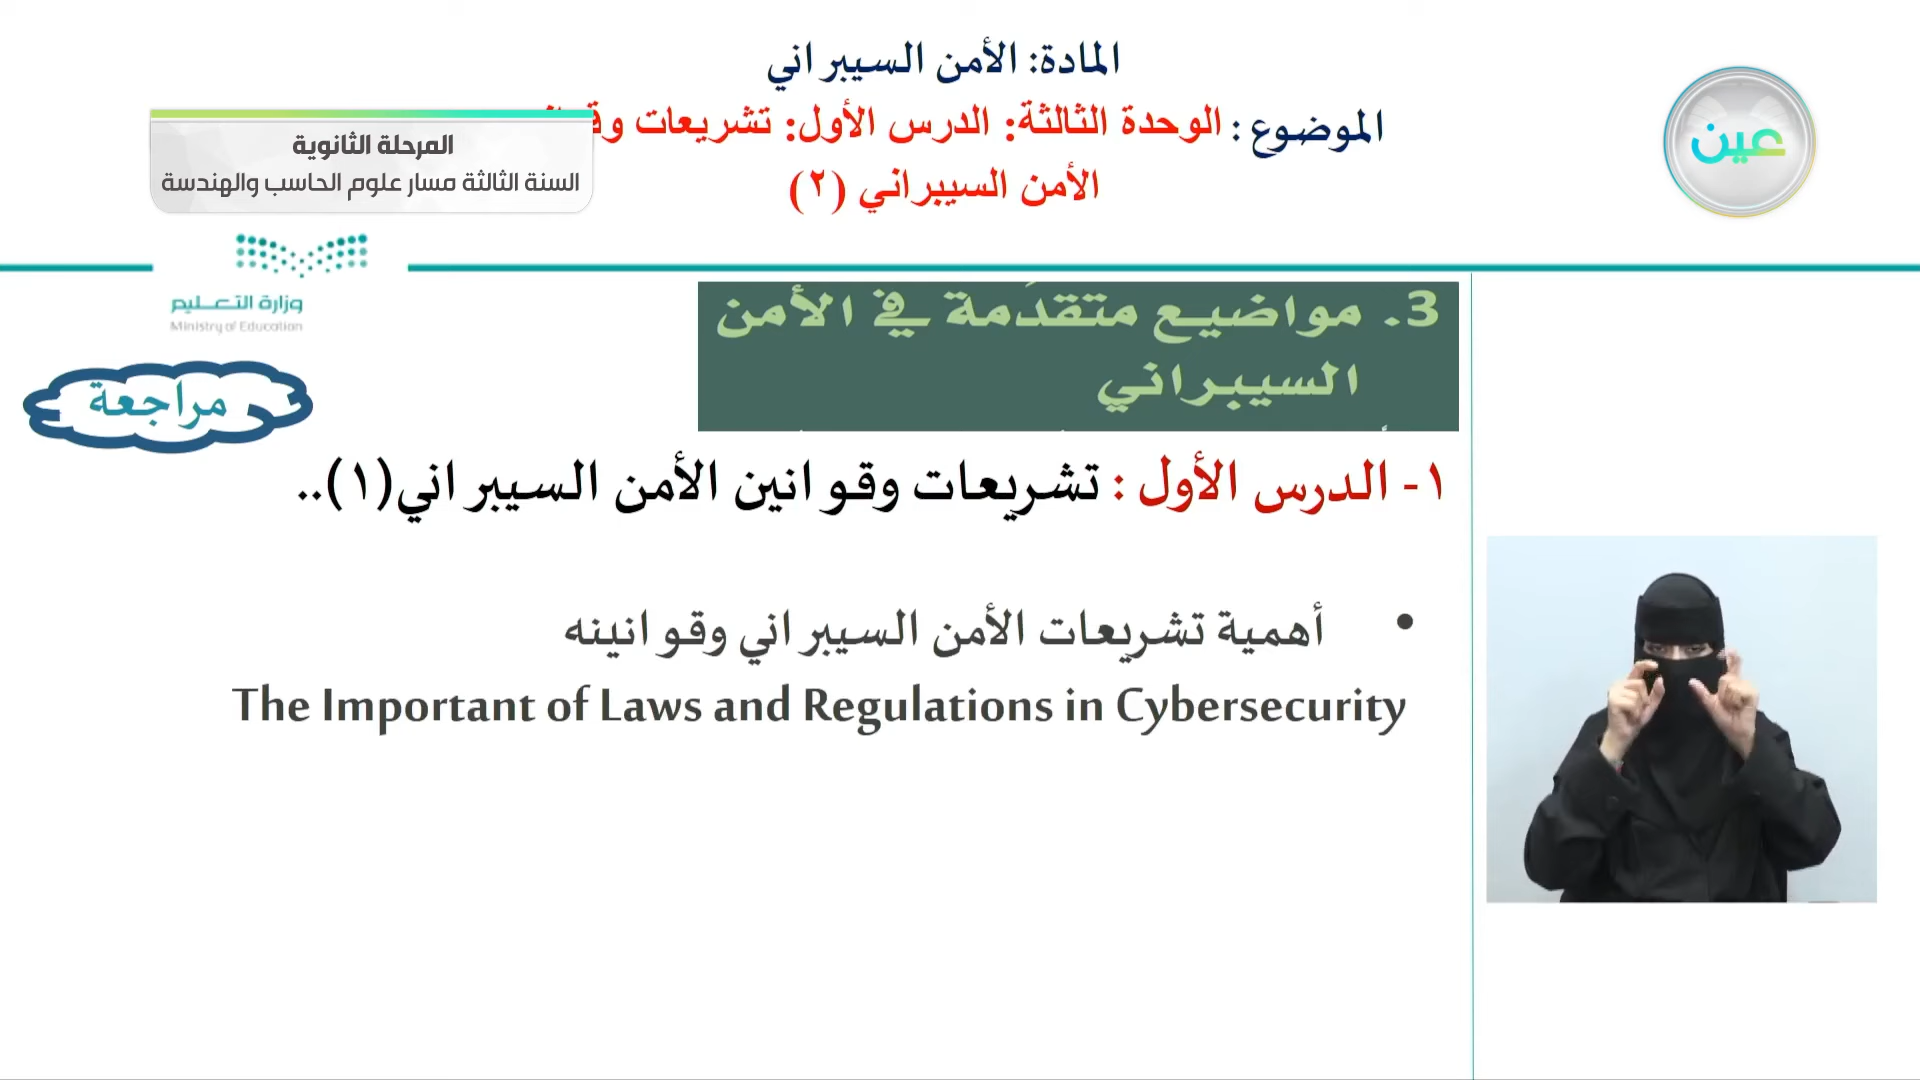 المادة: الأمن السيبراني
الموضوع: الوحدة الثالثة: الدرس الأول: تشريعات
الأمن السيبراني (٢)
المرحلة الثانوية
السنة الثالثة مسار علوم الحاسب والهندسة
عين
وزارة التعليم
Ministry of Education
3. مواضيع متقدَمة في الأمن
السيبراني
مراجعة
١- الدرس الأول : تشريعات وقوانين الأمن السيبراني(١)..
• أهمية تشريعات الأمن السيبراني وقوانينه
The Important of Laws and Regulations in Cybersecurity